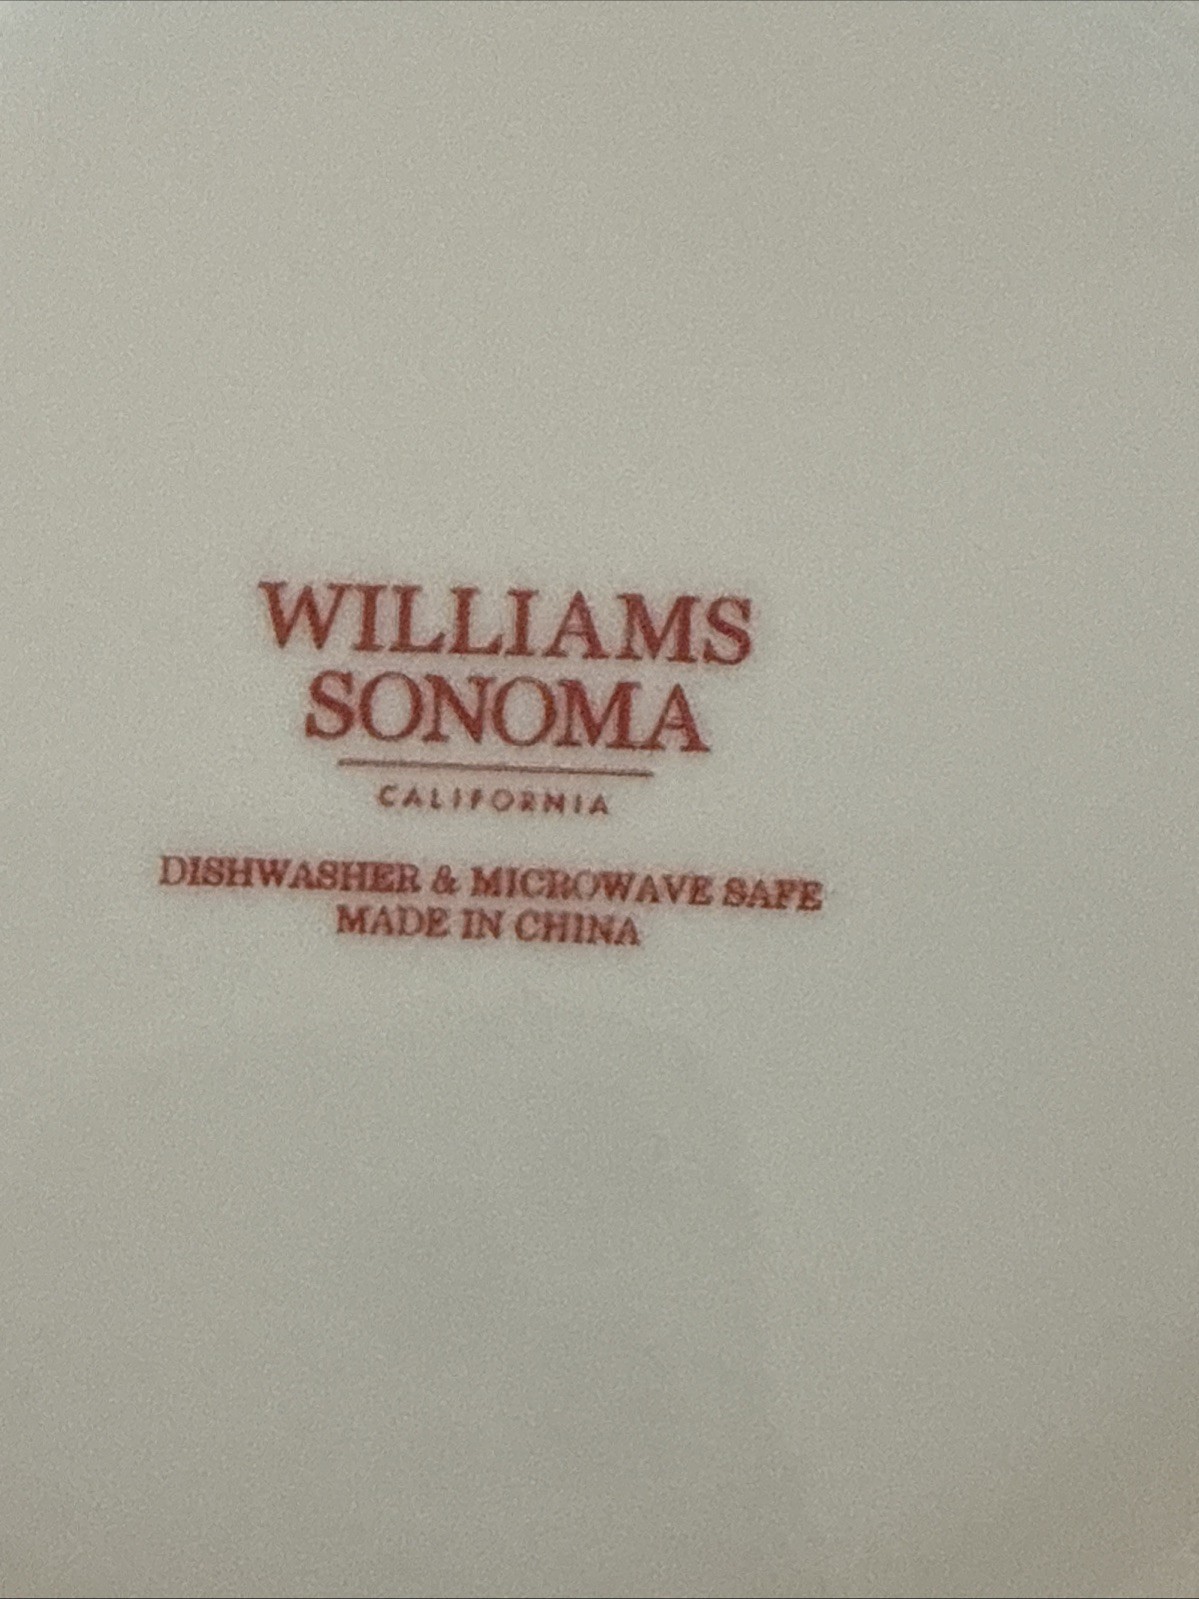 WILLIAMS
SONOMA
CALIFORNIA
DISHWASHER & MICROWAVE SAFE
MADE IN CHINA